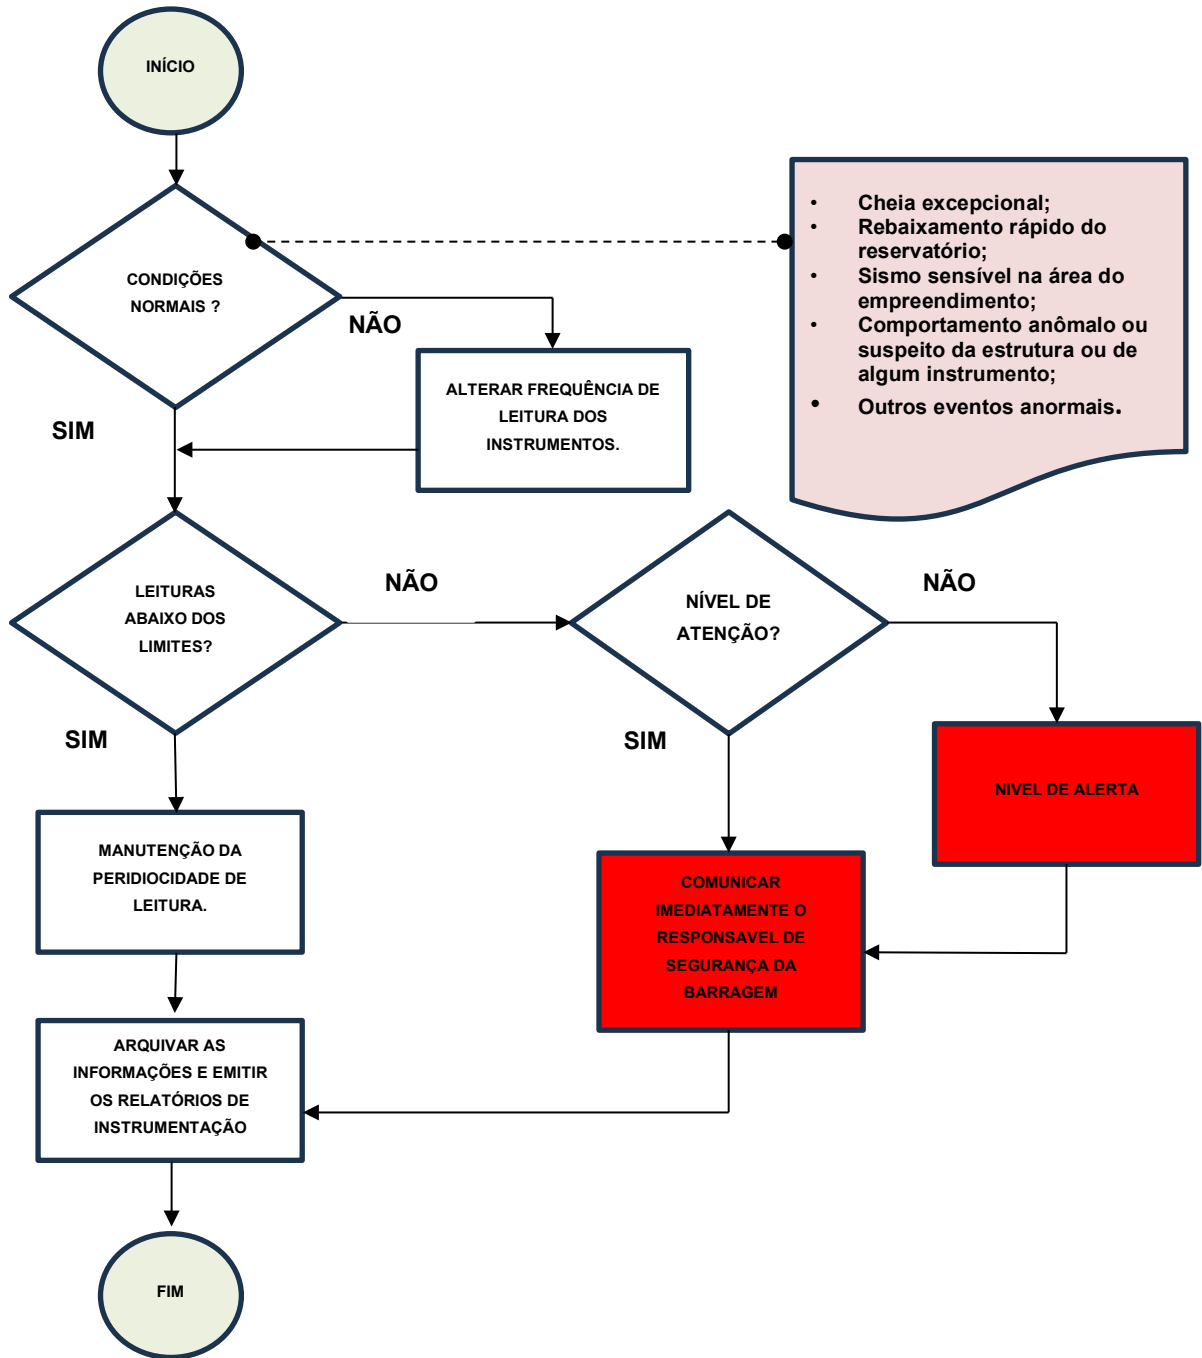 INÍCIO
CONDIÇÕES
NORMAIS ?
• Cheia excepcional;
• Rebaixamento rápido do
reservatório;
• Sismo sensível na área do
empreendimento;
• Comportamento anômalo ou
suspeito da estrutura ou de
algum instrumento;
• Outros eventos anormais.
NÃO
ALTERAR FREQUÊNCIA DE
LEITURA DOS
INSTRUMENTOS.
SIM
LEITURAS
ABAIXO DOS
LIMITES?
NÃO
NÍVEL DE
ATENÇÃO?
NÃO
SIM
SIM
NIVEL DE ALERTA
MANUTENÇÃO DA
PERIDIOCIDADE DE
LEITURA.
COMUNICAR
IMEDIATAMENTE O
RESPONSAVEL DE
SEGURANÇA DA
BARRAGEM
ARQUIVAR AS
INFORMAÇÕES E EMITIR
OS RELATÓRIOS DE
INSTRUMENTAÇÃO
FIM